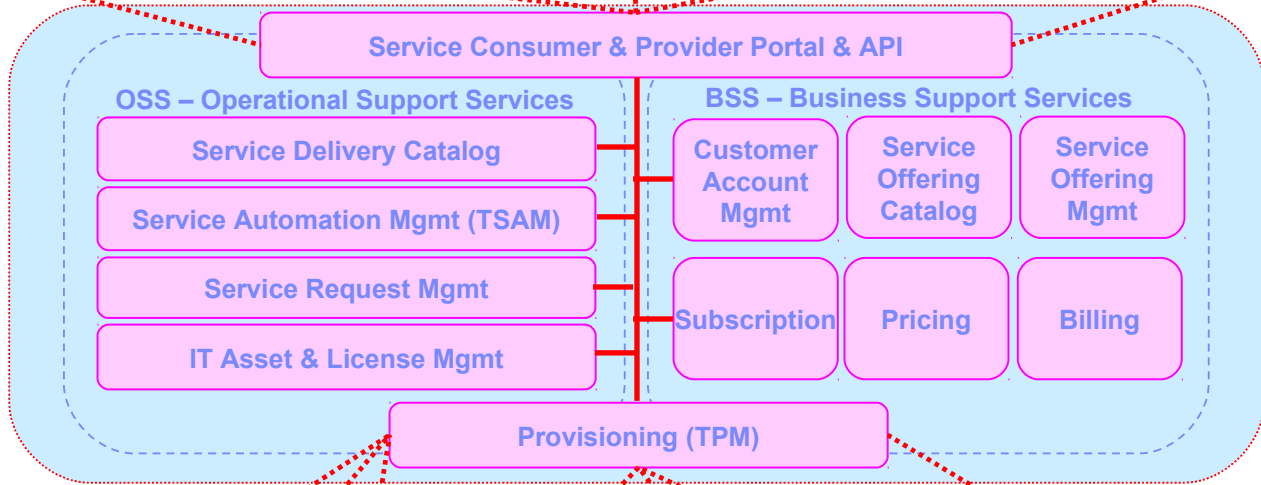 Service Consumer & Provider Portal & API
OSS – Operational Support Services
Service Delivery Catalog
Service Automation Mgmt (TSAM)
Service Request Mgmt
IT Asset & License Mgmt
BSS – Business Support Services
Customer
Account
Mgmt
Service
Offering
Catalog
Service
Offering
Mgmt
Subscription
Pricing
Billing
Provisioning (TPM)